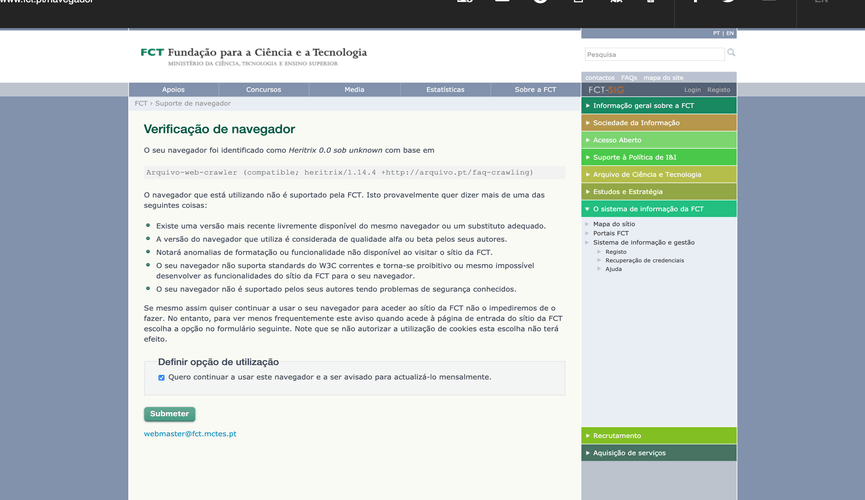 www.fct.pt/navegador
EN
PT | EN
FCT Fundação para a Ciência e a Tecnologia
MINISTÉRIO DA CIÊNCIA, TECNOLOGIA E ENSINO SUPERIOR
Pesquisa
contactos FAQs mapa do site
Apoios Concursos Media Estatísticas Sobre a FCT
FCT-SIG Login Registo
FCT › Suporte de navegador
Verificação de navegador
O seu navegador foi identificado como Heritrix 0.0 sob unknown com base em
Arquivo-web-crawler (compatible; heritrix/1.14.4 +http://arquivo.pt/faq-crawling)
O navegador que está utilizando não é suportado pela FCT. Isto provavelmente quer dizer mais de uma das
seguintes coisas:
Existe uma versão mais recente livremente disponível do mesmo navegador ou um substituto adequado.
A versão do navegador que utiliza é considerada de qualidade alfa ou beta pelos seus autores.
Notará anomalias de formatação ou funcionalidade não disponível ao visitar o sítio da FCT.
O seu navegador não suporta standards do W3C correntes e torna-se proibitivo ou mesmo impossível
desenvolver as funcionalidades do sítio da FCT para o seu navegador.
O seu navegador não é suportado pelos seus autores tendo problemas de segurança conhecidos.
Se mesmo assim quiser continuar a usar o seu navegador para aceder ao sítio da FCT não o impediremos de o
fazer. No entanto, para ver menos frequentemente este aviso quando acede à página de entrada do sítio da FCT
escolha a opção no formulário seguinte. Note que se não autorizar a utilização de cookies esta escolha não terá
efeito.
Definir opção de utilização
Quero continuar a usar este navegador e a ser avisado para actualizá-lo mensalmente.
Submeter
webmaster@fct.mctes.pt
Informação geral sobre a FCT
Sociedade da Informação
Acesso Aberto
Suporte à Política de I&I
Arquivo de Ciência e Tecnologia
Estudos e Estratégia
O sistema de informação da FCT
Mapa do sítio
Portais FCT
Sistema de informação e gestão
Registo
Recuperação de credenciais
Ajuda
Recrutamento
Aquisição de serviços